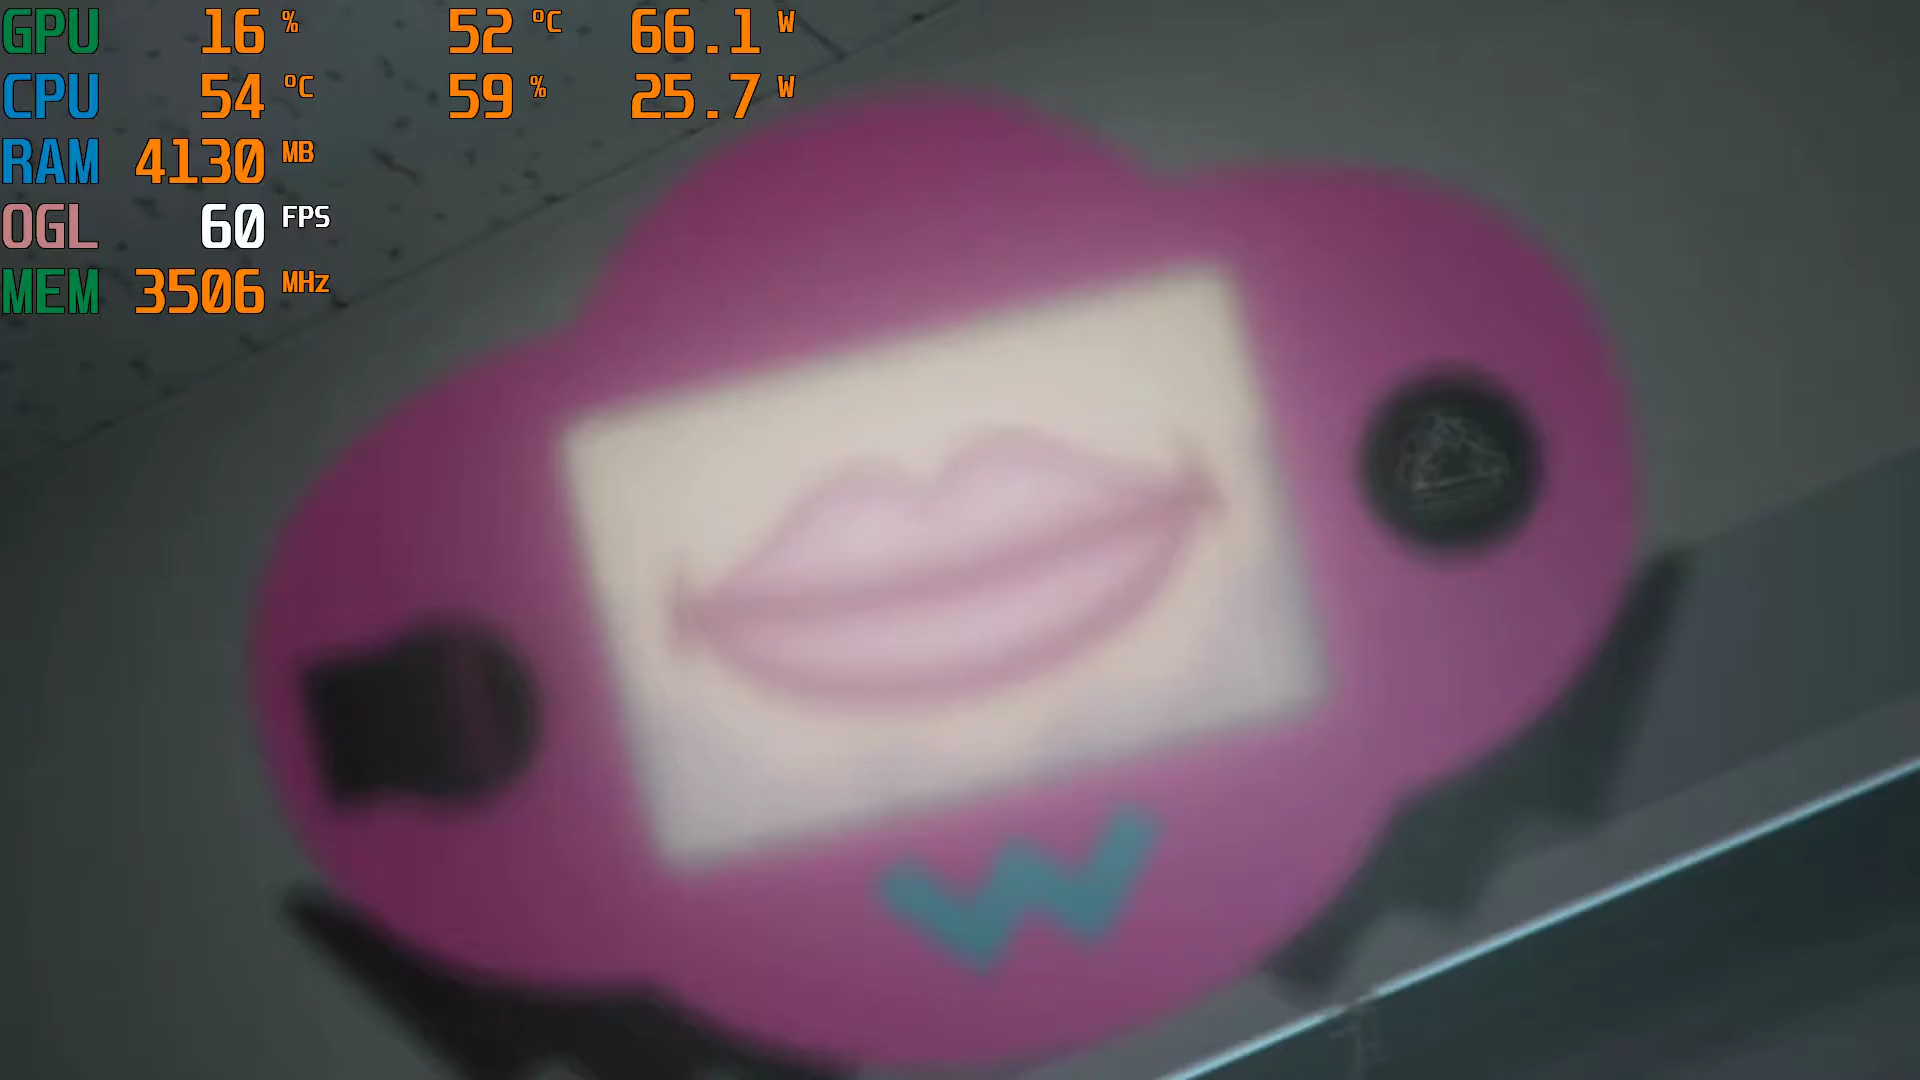 GPU 16 % 52 °C 66.1 W
CPU 54 °C 59 % 25.7 W
RAM 4130 MB
OGL 60 FPS
MEM 3506 MHz
W